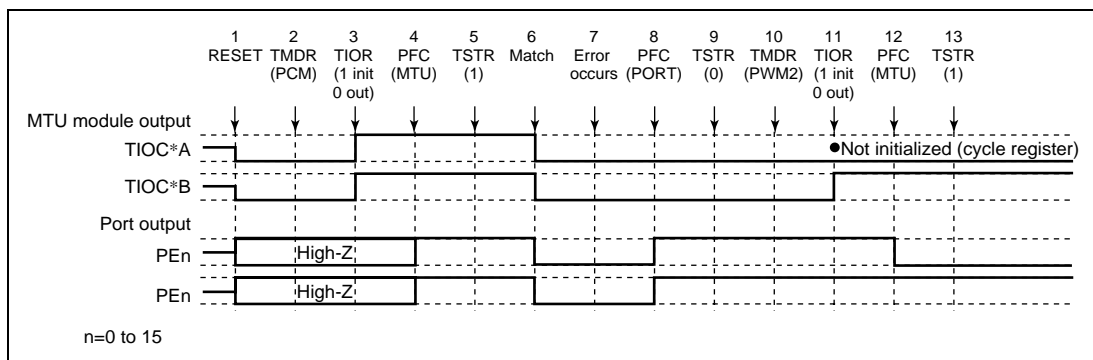 1 2 3 4 5 6 7 8 9 10 11 12 13
RESET TMDR TIOR PFC TSTR Match Error PFC TSTR TMDR TIOR PFC TSTR
(PCM) (1 init (MTU) (1) occurs (PORT) (0) (PWM2) (1 init (MTU) (1)
0 out) 0 out)
MTU module output
TIOC*A
●Not initialized (cycle register)
TIOC*B
Port output
PEn
High-Z
PEn
High-Z
n=0 to 15